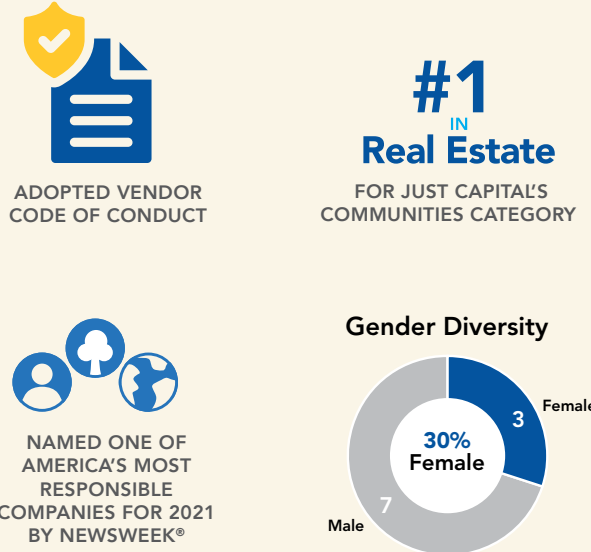 ADOPTED VENDOR
CODE OF CONDUCT
#1
IN
Real Estate
FOR JUST CAPITAL'S
COMMUNITIES CATEGORY
NAMED ONE OF
AMERICA'S MOST
RESPONSIBLE
COMPANIES FOR 2021
BY NEWSWEEK®
Gender Diversity
3
Female
30%
Female
7
Male